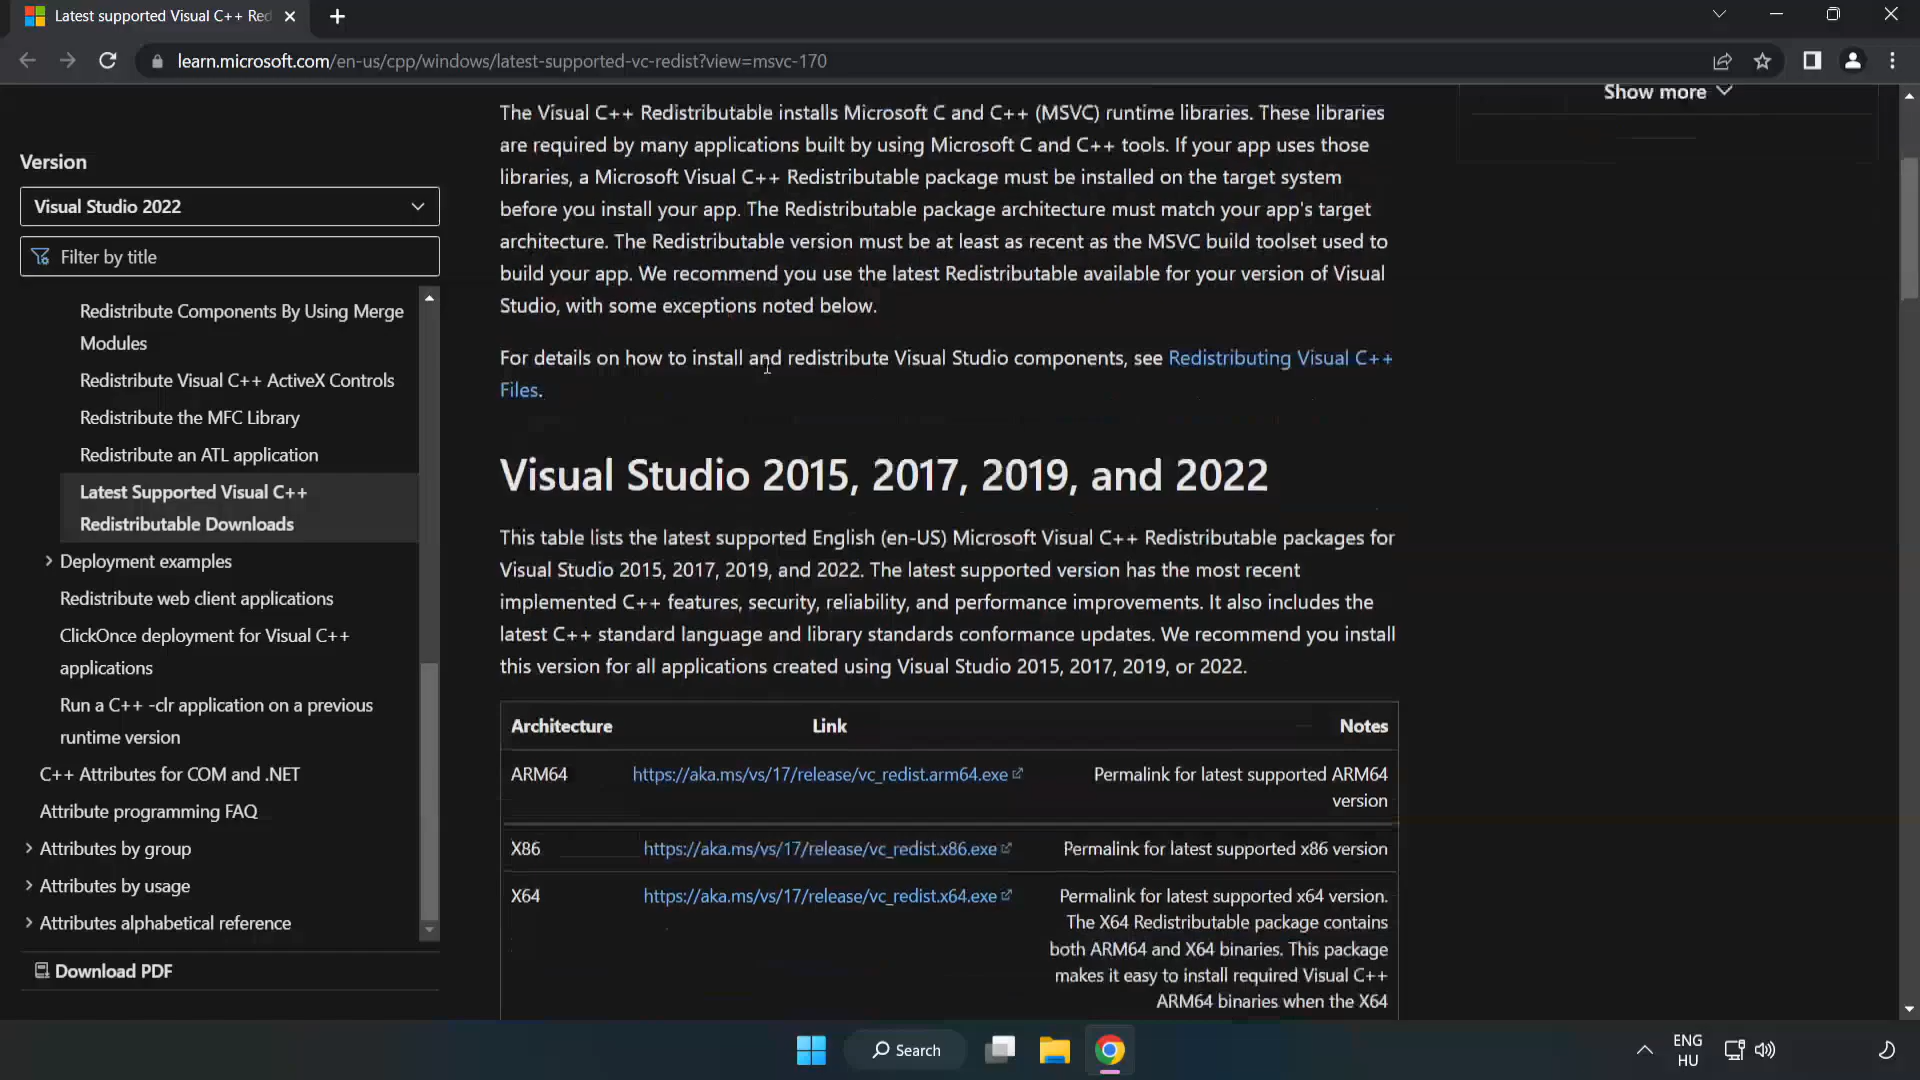 Latest supported Visual C++ Red
learn.microsoft.com/en-us/cpp/windows/latest-supported-vc-redist?view=msvc-170
Show more
Version
Visual Studio 2022
Filter by title
Redistribute Components By Using Merge
Modules
Redistribute Visual C++ ActiveX Controls
Redistribute the MFC Library
Redistribute an ATL application
Latest Supported Visual C++
Redistributable Downloads
Deployment examples
Redistribute web client applications
ClickOnce deployment for Visual C++
applications
Run a C++ -clr application on a previous
runtime version
C++ Attributes for COM and .NET
Attribute programming FAQ
Attributes by group
Attributes by usage
Attributes alphabetical reference
Download PDF
The Visual C++ Redistributable installs Microsoft C and C++ (MSVC) runtime libraries. These libraries
are required by many applications built by using Microsoft C and C++ tools. If your app uses those
libraries, a Microsoft Visual C++ Redistributable package must be installed on the target system
before you install your app. The Redistributable package architecture must match your app's target
architecture. The Redistributable version must be at least as recent as the MSVC build toolset used to
build your app. We recommend you use the latest Redistributable available for your version of Visual
Studio, with some exceptions noted below.
For details on how to install and redistribute Visual Studio components, see Redistributing Visual C++
Files.
Visual Studio 2015, 2017, 2019, and 2022
This table lists the latest supported English (en-US) Microsoft Visual C++ Redistributable packages for
Visual Studio 2015, 2017, 2019, and 2022. The latest supported version has the most recent
implemented C++ features, security, reliability, and performance improvements. It also includes the
latest C++ standard language and library standards conformance updates. We recommend you install
this version for all applications created using Visual Studio 2015, 2017, 2019, or 2022.
Architecture Link Notes
ARM64 https://aka.ms/vs/17/release/vc_redist.arm64.exe Permalink for latest supported ARM64
version
X86 https://aka.ms/vs/17/release/vc_redist.x86.exe Permalink for latest supported x86 version
X64 https://aka.ms/vs/17/release/vc_redist.x64.exe Permalink for latest supported x64 version.
The X64 Redistributable package contains
both ARM64 and X64 binaries. This package
makes it easy to install required Visual C++
ARM64 binaries when the X64
Search
ENG
HU